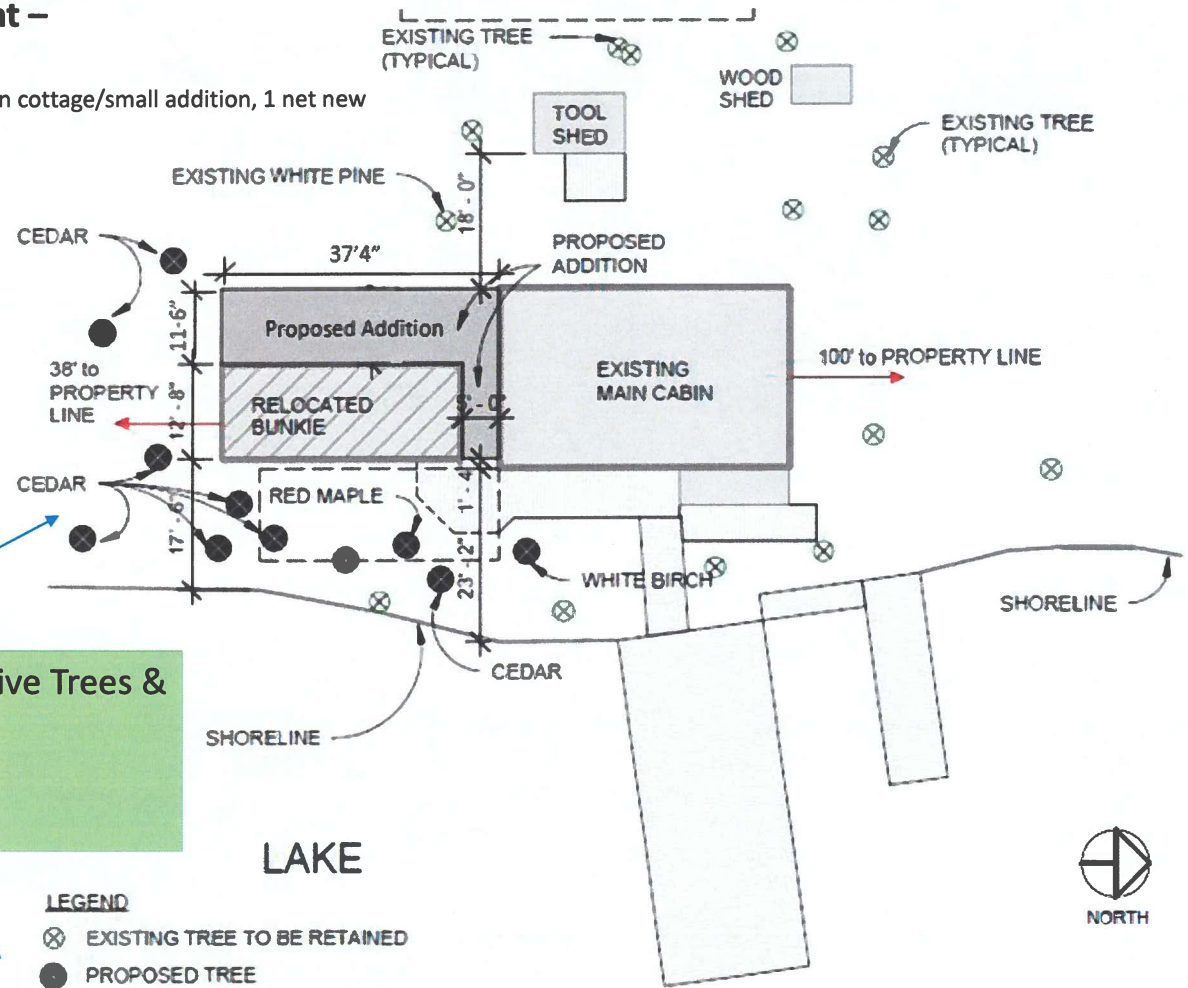 nt –
n cottage/small addition, 1 net new
EXISTING TREE
(TYPICAL)
WOOD
SHED
TOOL
SHED
EXISTING TREE
(TYPICAL)
EXISTING WHITE PINE
18' - 0"
CEDAR
37'4"
PROPOSED
ADDITION
11-6"
Proposed Addition
38' to
PROPERTY
LINE
100' to PROPERTY LINE
EXISTING
MAIN CABIN
12' - 8"
RELOCATED
BUNKIE
5' - 0"
CEDAR
RED MAPLE
17' - 6"
23' - 2"
WHITE BIRCH
SHORELINE
CEDAR
ive Trees &
SHORELINE
LAKE
LEGEND
EXISTING TREE TO BE RETAINED
PROPOSED TREE
NORTH